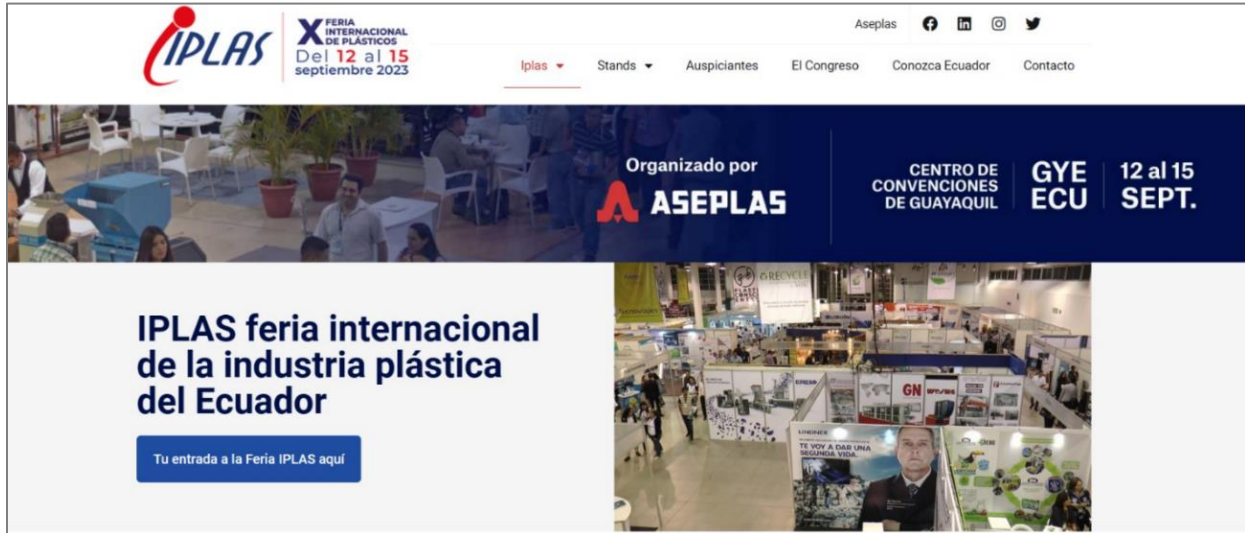 iPLAS
X FERIA
INTERNACIONAL
DE PLÁSTICOS
Del 12 al 15
septiembre 2023
Aseplas
Iplas
Stands
Auspiciantes
El Congreso
Conozca Ecuador
Contacto
Organizado por
ASEPLAS
CENTRO DE
CONVENCIONES
DE GUAYAQUIL
GYE
ECU
12 al 15
SEPT.
IPLAS feria internacional
de la industria plástica
del Ecuador
Tu entrada a la Feria IPLAS aquí
RECYCLE
GN
TE VOY A DAR UNA
SEGUNDA VIDA.